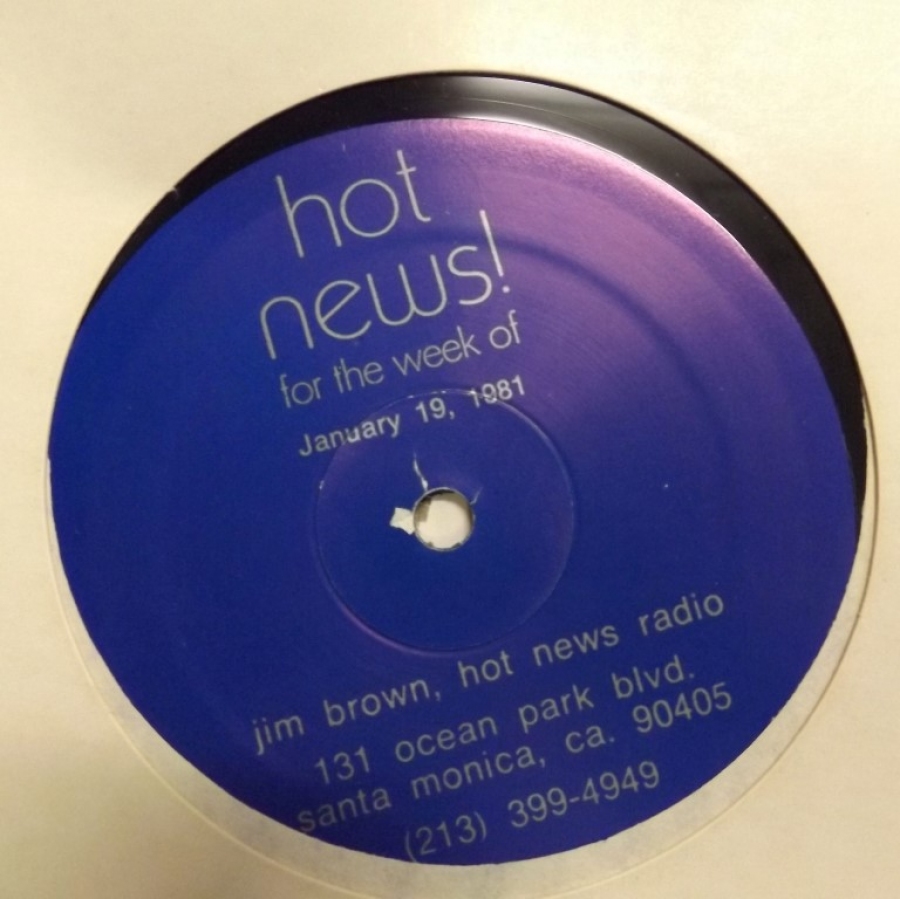 hot
news!
for the week of
January 19, 1981
jim brown, hot news radio
131 ocean park blvd.
santa monica, ca. 90405
(213) 399-4949